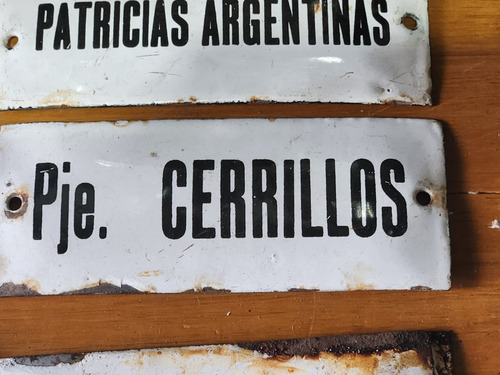 PATRICIAS ARGENTINAS
Pje. CERRILLOS